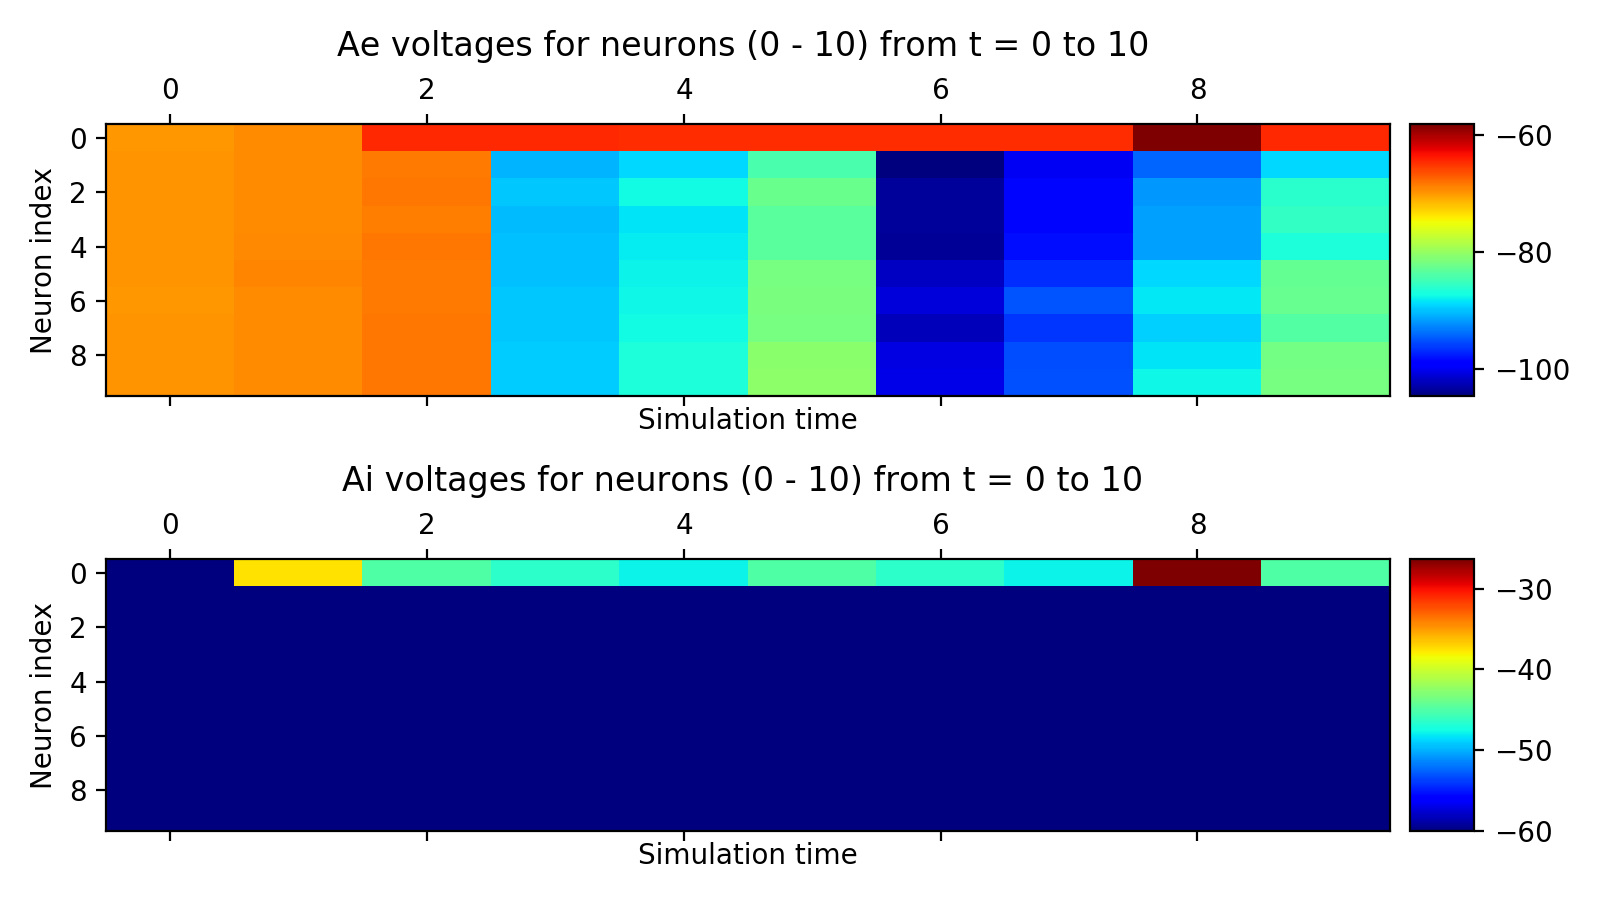 Ae voltages for neurons (0 - 10) from t = 0 to 10
0 2 4 6 8
Neuron index
0
2
4
6
8
−60
−80
−100
Simulation time
Ai voltages for neurons (0 - 10) from t = 0 to 10
0 2 4 6 8
Neuron index
0
2
4
6
8
−30
−40
−50
−60
Simulation time